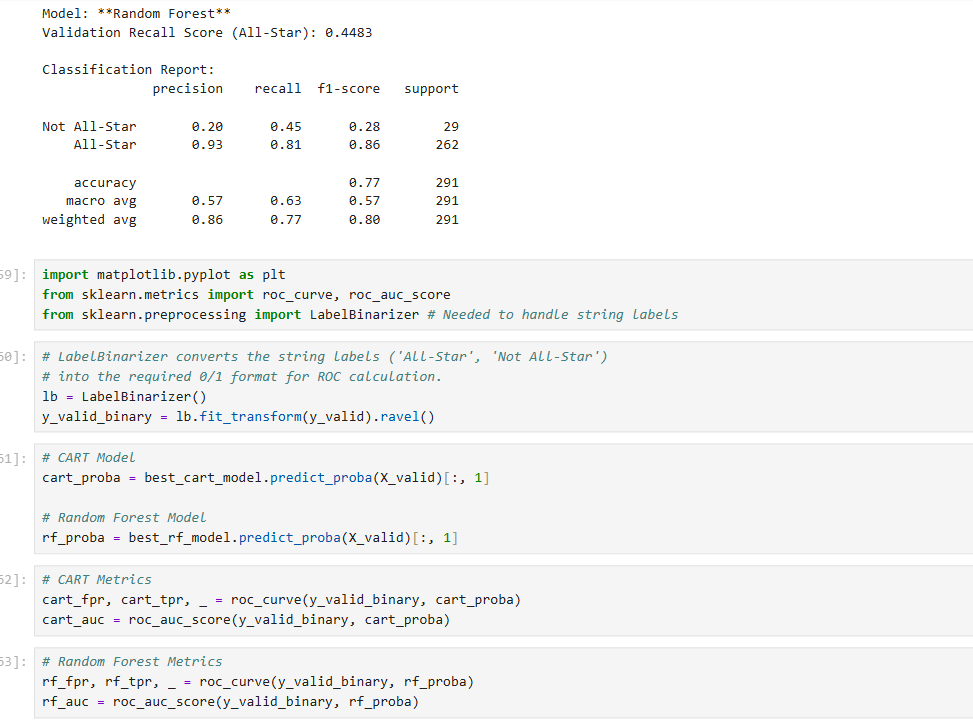 Model: **Random Forest**
Validation Recall Score (All-Star): 0.4483
Classification Report:
precision recall f1-score support
Not All-Star 0.20 0.45 0.28 29
All-Star 0.93 0.81 0.86 262
accuracy 0.77 291
macro avg 0.57 0.63 0.57 291
weighted avg 0.86 0.77 0.80 291
59]: import matplotlib.pyplot as plt
from sklearn.metrics import roc_curve, roc_auc_score
from sklearn.preprocessing import LabelBinarizer # Needed to handle string labels
60]: # LabelBinarizer converts the string labels ('All-Star', 'Not All-Star')
# into the required 0/1 format for ROC calculation.
lb = LabelBinarizer()
y_valid_binary = lb.fit_transform(y_valid).ravel()
61]: # CART Model
cart_proba = best_cart_model.predict_proba(X_valid)[:, 1]
# Random Forest Model
rf_proba = best_rf_model.predict_proba(X_valid)[:, 1]
62]: # CART Metrics
cart_fpr, cart_tpr, _ = roc_curve(y_valid_binary, cart_proba)
cart_auc = roc_auc_score(y_valid_binary, cart_proba)
63]: # Random Forest Metrics
rf_fpr, rf_tpr, _ = roc_curve(y_valid_binary, rf_proba)
rf_auc = roc_auc_score(y_valid_binary, rf_proba)